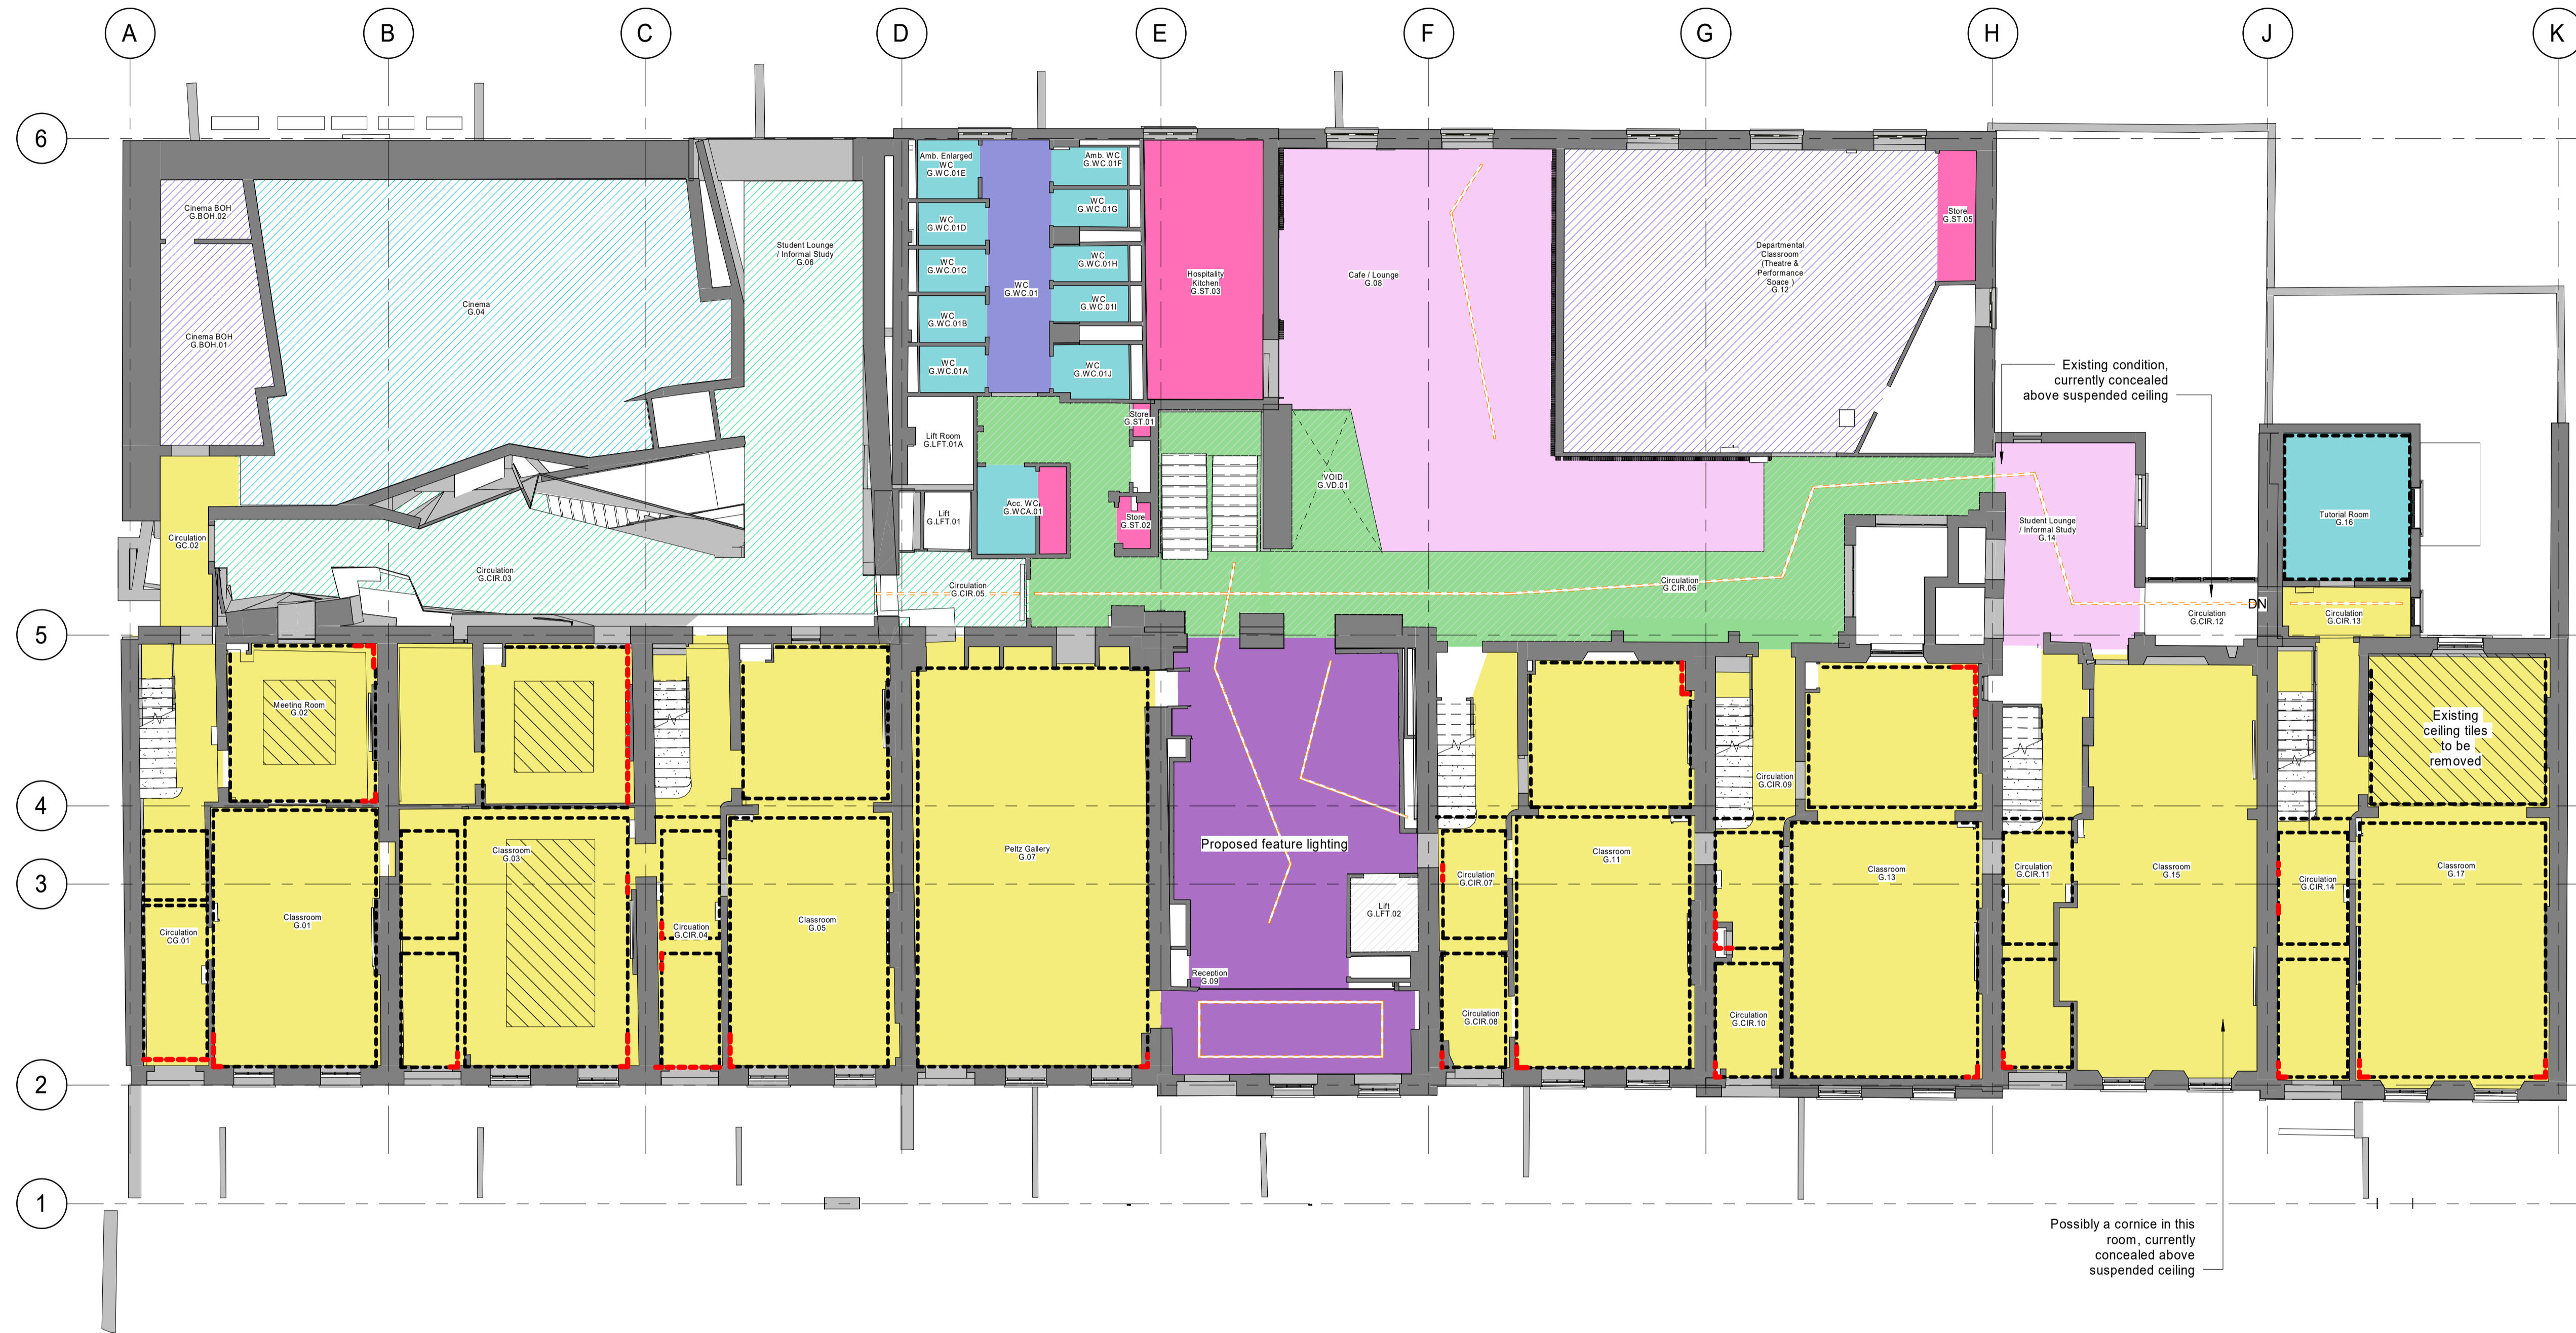 A
B
C
D
E
F
G
H
J
K
6
Cinema BOH
G.BOH.02
Cinema BOH
G.BOH.01
Cinema
G.04
Student Lounge
/ Informal Study
G.06
Amb. Enlarged
WC
G.WC.01E
WC
G.WC.01D
WC
G.WC.01C
WC
G.WC.01B
WC
G.WC.01A
WC
G.WC.01
Amb. WC
G.WC.01F
WC
G.WC.01G
WC
G.WC.01H
WC
G.WC.01I
WC
G.WC.01J
Hospitality
Kitchen
G.ST.03
Cafe / Lounge
G.08
Departmental
Classroom
(Theatre &
Performance
Space )
G.12
Store
G.ST.05
Existing condition,
currently concealed
above suspended ceiling
Lift Room
G.LFT.01A
Store
G.ST.01
Acc. WC
G.WCA.01
Store
G.ST.02
Lift
G.LFT.01
VOID
G.VD.01
Student Lounge
/ Informal Study
G.14
Tutorial Room
G.16
Circulation
GC.02
Circulation
G.CIR.03
Circulation
G.CIR.05
Circulation
G.CIR.06
DN
Circulation
G.CIR.12
Circulation
G.CIR.13
5
Meeting Room
G.02
Existing
ceiling tiles
to be
removed
Circulation
G.CIR.09
4
Proposed feature lighting
3
Classroom
G.03
Peltz Gallery
G.07
Classroom
G.11
Circulation
G.CIR.07
Classroom
G.13
Circulation
G.CIR.11
Classroom
G.15
Circulation
G.CIR.14
Classroom
G.17
Circulation
CG.01
Classroom
G.01
Circuation
G.CIR.04
Classroom
G.05
Lift
G.LFT.02
Reception
G.09
Circulation
G.CIR.08
Circulation
G.CIR.10
2
1
Possibly a cornice in this
room, currently
concealed above
suspended ceiling